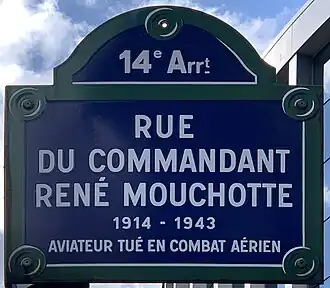 14e Arrt
RUE
DU COMMANDANT
RENÉ MOUCHOTTE
1914 - 1943
AVIATEUR TUÉ EN COMBAT AÉRIEN